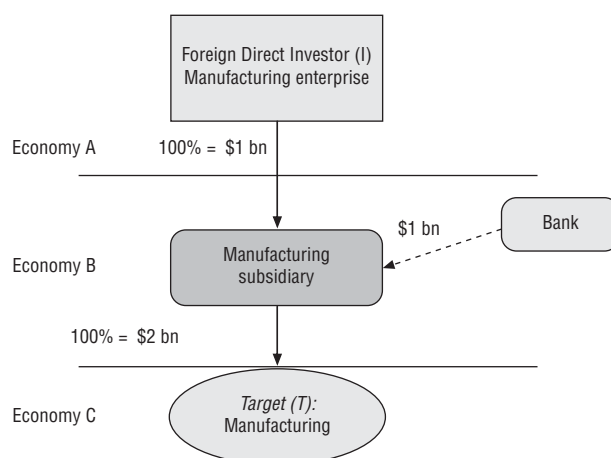 Foreign Direct Investor (I)
Manufacturing enterprise
Economy A
100% = $1 bn
$1 bn
Bank
Economy B
Manufacturing
subsidiary
100% = $2 bn
Economy C
Target (T):
Manufacturing